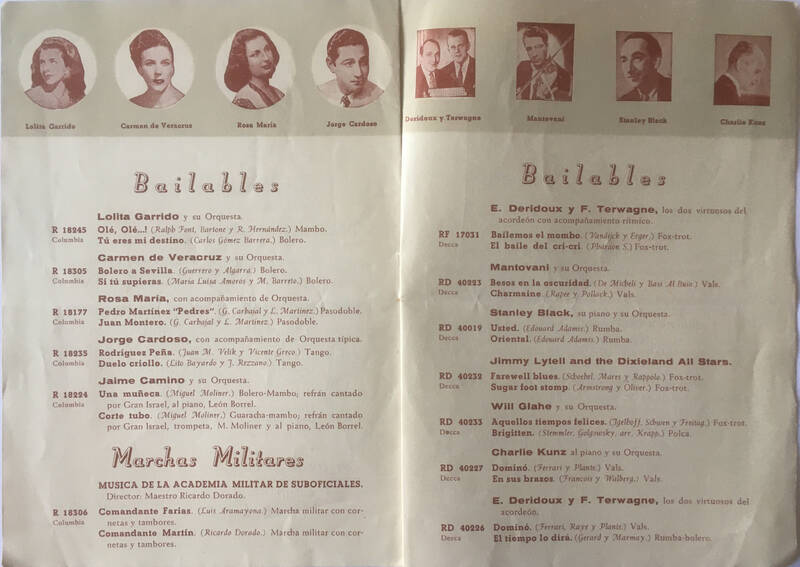 Lolita Garrido
Carmen de Veracruz
Rosa María
Jorge Cardoso
Bailables
Lolita Garrido y su Orquesta.
R 18245 Olé, Olé...! (Ralph Font, Bartone y R. Hernández.) Mambo.
Columbia Tú eres mi destino. (Carlos Gómez Barrera.) Bolero.
Carmen de Veracruz y su Orquesta.
R 18305 Bolero a Sevilla. (Guerrero y Algarra.) Bolero.
Columbia Si tú supieras. (María Luisa Amorós y M. Barreto.) Bolero.
Rosa María, con acompañamiento de Orquesta.
R 18177 Pedro Martínez "Pedres". (G. Carbajal y L. Martínez.) Pasodoble.
Columbia Juan Montero. (G. Carbajal y L. Martínez.) Pasodoble.
Jorge Cardoso, con acompañamiento de Orquesta típica.
R 18235 Rodríguez Peña. (Juan M. Velik y Vicente Greco.) Tango.
Columbia Duelo criollo. (Lito Bayardo y J. Rezzano.) Tango.
Jaime Camino y su Orquesta.
R 18224 Una muñeca. (Miguel Moliner.) Bolero-Mambo; refrán cantado
Columbia por Gran Israel, al piano, León Borrel.
Corte tubo. (Miguel Moliner.) Guaracha-mambo; refrán cantado
por Gran Israel, trompeta, M. Moliner y al piano, León Borrel.
Marchas Militares
MUSICA DE LA ACADEMIA MILITAR DE SUBOFICIALES.
Director: Maestro Ricardo Dorado.
R 18306 Comandante Farias. (Luis Aramayona.) Marcha militar con cor-
Columbia netas y tambores.
Comandante Martín. (Ricardo Dorado.) Marcha militar con cor-
netas y tambores.
Deridoux y Terwagne
Mantovani
Stanley Black
Charlie Kunz
Bailables
E. Deridoux y F. Terwagne, los dos virtuosos del
acordeón con acompañamiento rítmico.
RF 17031 Bailemos el mombo. (Vandijck y Erger.) Fox-trot.
Decca El baile del cri-cri. (Pharaon S.) Fox-trot.
Mantovani y su Orquesta.
RD 40223 Besos en la oscuridad. (De Micheli y Bass Al Stuin.) Vals.
Decca Charmaine. (Rapee y Pollack.) Vals.
Stanley Black, su piano y su Orquesta.
RD 40019 Usted. (Edouard Adamis.) Rumba.
Decca Oriental. (Edouard Adamis.) Rumba.
Jimmy Lytell and the Dixieland All Stars.
RD 40232 Farewell blues. (Schoebel, Mares y Rappolo.) Fox-trot.
Decca Sugar foot stomp. (Armstrong y Oliver.) Fox-trot.
Will Glahe y su Orquesta.
RD 40233 Aquellos tiempos felices. (Igelhoff, Schwen y Freitag.) Fox-trot.
Decca Brigitten. (Stemmler, Golgowsky, arr. Krapp.) Polca.
Charlie Kunz al piano y su Orquesta.
RD 40227 Dominó. (Ferrari y Plante.) Vals.
Decca En sus brazos. (Francois y Walberg.) Vals.
E. Deridoux y F. Terwagne, los dos virtuosos del
acordeón.
RD 40226 Dominó. (Ferrari, Raye y Plante.) Vals.
Decca El tiempo lo dirá. (Gerard y Marmay.) Rumba-bolero.